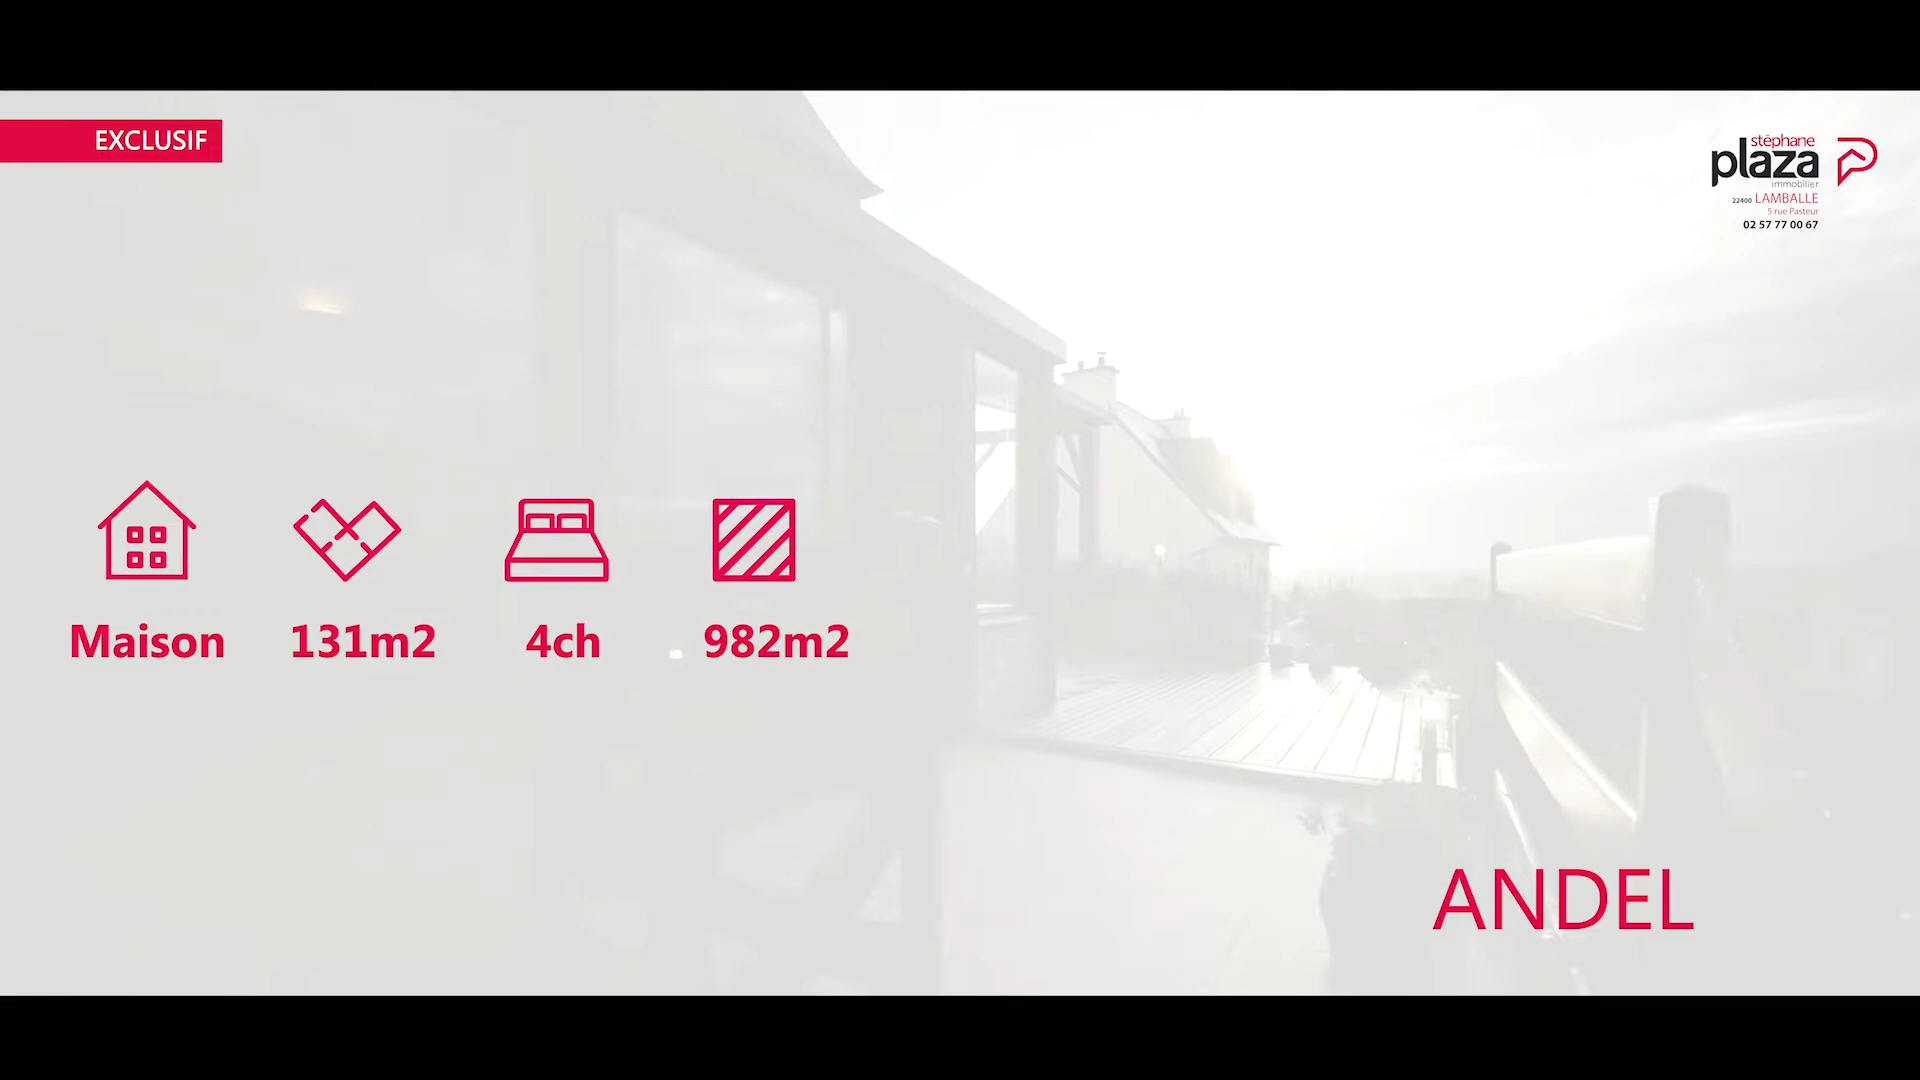 EXCLUSIF
stéphane
plaza
immobilier
22400 LAMBALLE
5 rue Pasteur
02 57 77 00 67
Maison
131m2
4ch
982m2
ANDEL